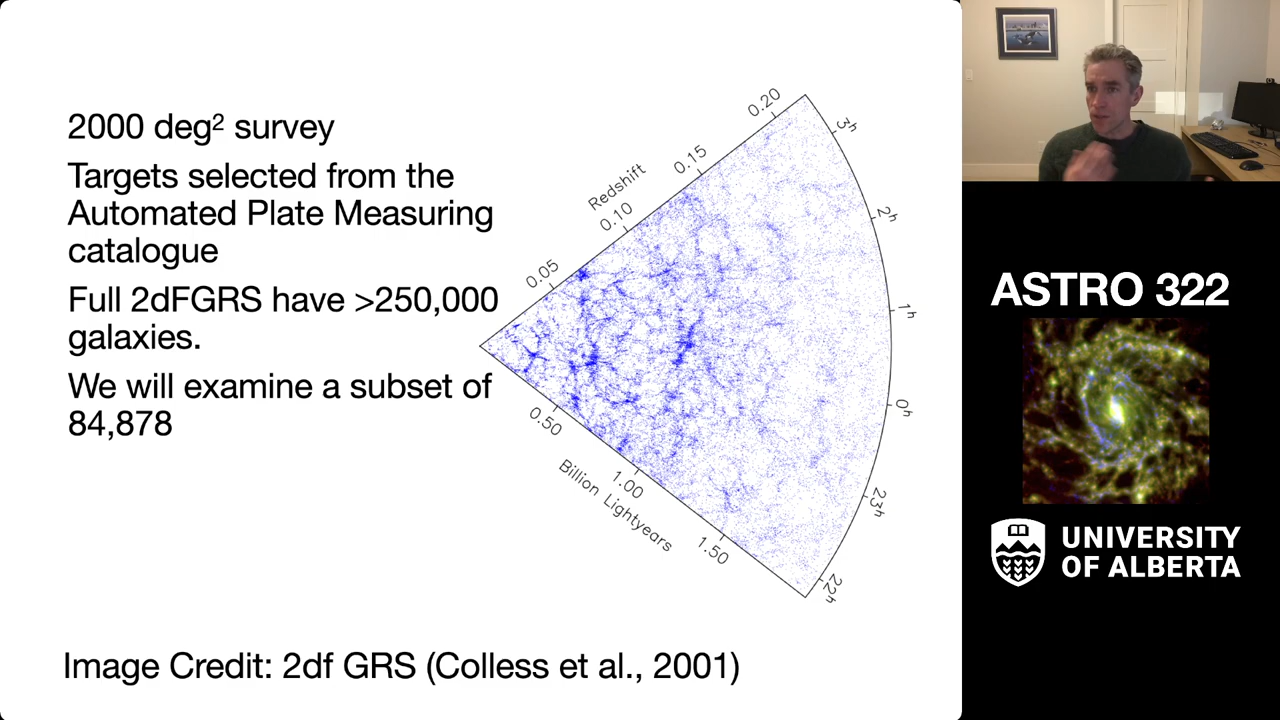 2000 deg² survey
Targets selected from the
Automated Plate Measuring
catalogue
Full 2dFGRS have >250,000
galaxies.
We will examine a subset of
84,878
Redshift
0.05
0.10
0.15
0.20
3h
2h
1h
0h
23h
22h
0.50
1.00
1.50
Billion Lightyears
Image Credit: 2df GRS (Colless et al., 2001)
ASTRO 322
UNIVERSITY
OF ALBERTA